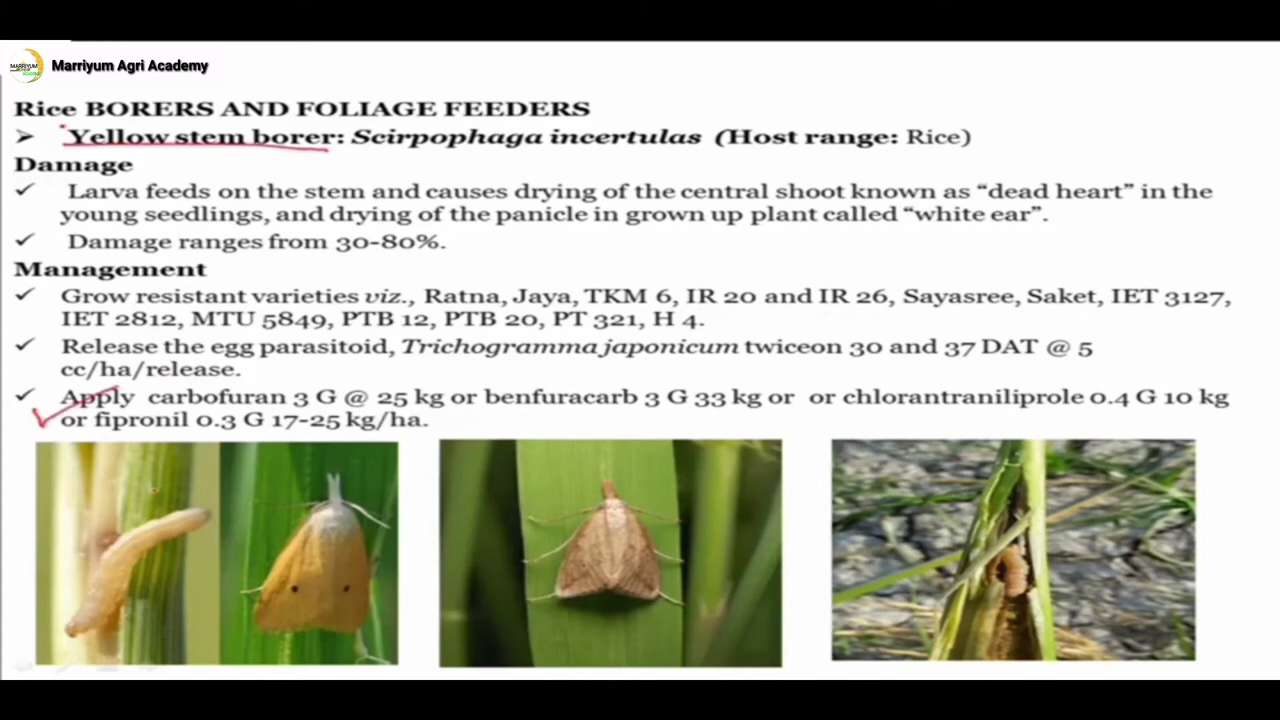 MARRIYUM
Marriyum Agri Academy
Rice BORERS AND FOLIAGE FEEDERS
➢ Yellow stem borer: Scirpophaga incertulas (Host range: Rice)
Damage
✓ Larva feeds on the stem and causes drying of the central shoot known as “dead heart” in the
young seedlings, and drying of the panicle in grown up plant called “white ear”.
✓ Damage ranges from 30-80%.
Management
✓ Grow resistant varieties viz., Ratna, Jaya, TKM 6, IR 20 and IR 26, Sayasree, Saket, IET 3127,
IET 2812, MTU 5849, PTB 12, PTB 20, PT 321, H 4.
✓ Release the egg parasitoid, Trichogramma japonicum twiceon 30 and 37 DAT @ 5
cc/ha/release.
✓ Apply carbofuran 3 G @ 25 kg or benfuracarb 3 G 33 kg or or chlorantraniliprole 0.4 G 10 kg
or fipronil 0.3 G 17-25 kg/ha.